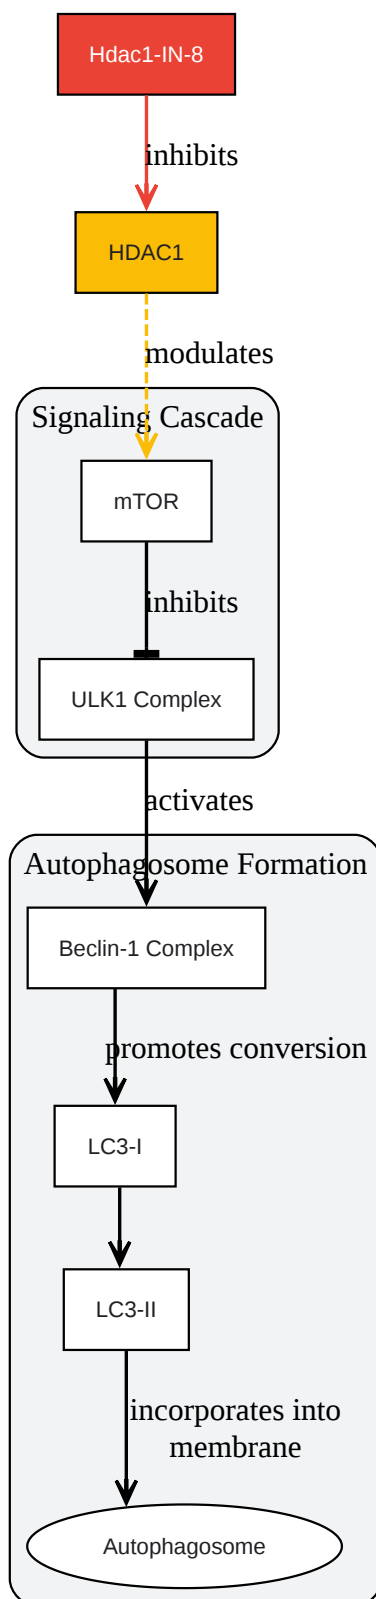 Hdac1-IN-8
inhibits
HDAC1
modulates
Signaling Cascade
mTOR
inhibits
ULK1 Complex
activates
Autophagosome Formation
Beclin-1 Complex
promotes conversion
LC3-I
LC3-II
incorporates into
membrane
Autophagosome